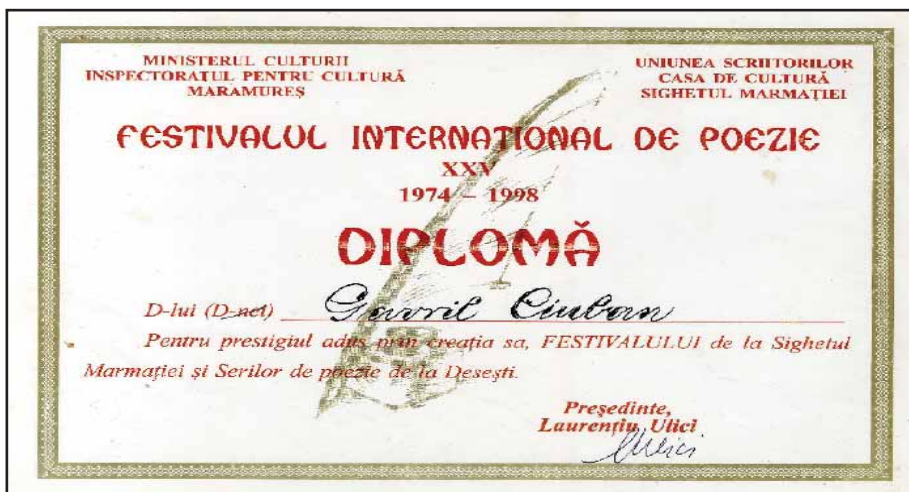 MINISTERUL CULTURII
INSPECTORATUL PENTRU CULTURĂ
MARAMUREȘ
UNIUNEA SCRIITORILOR
CASA DE CULTURĂ
SIGHETUL MARMAȚIEI
FESTIVALUL INTERNAȚIONAL DE POEZIE
XXV
1974 – 1998
DIPLOMĂ
D-lui (D-nei) Gavril Ciuban
Pentru prestigiul adus prin creația sa, FESTIVALULUI de la Sighetul
Marmației și Serilor de poezie de la Desești.
Președinte,
Laurențiu Ulici
Ulici